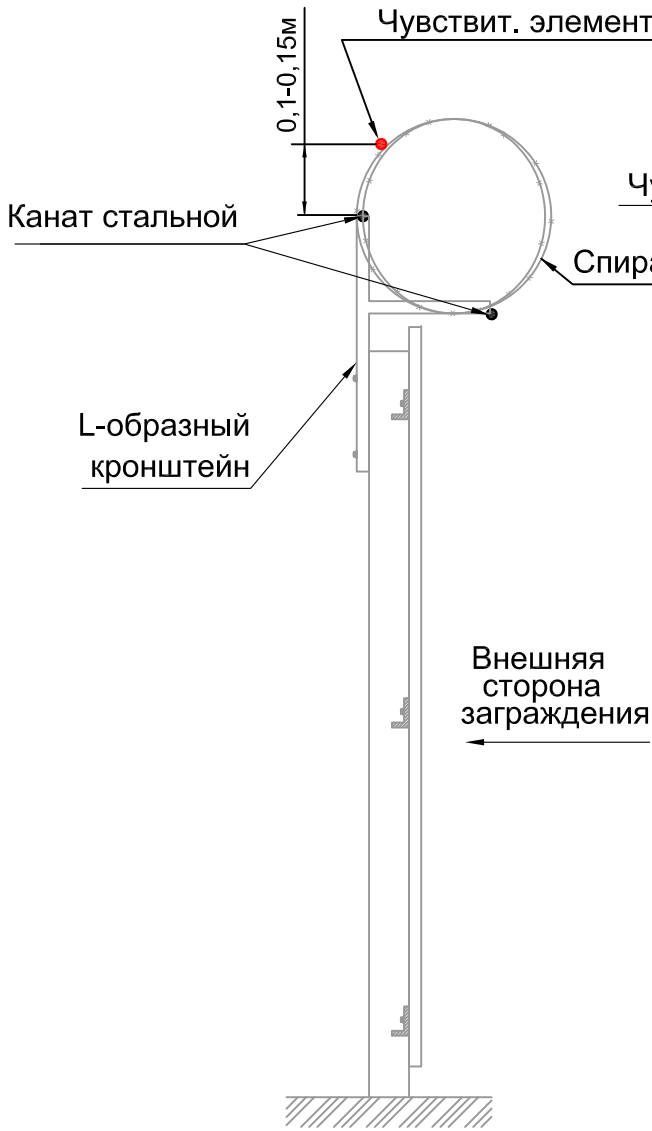 Чувствит. элемент
0,1-0,15м
Канат стальной
L-образный
кронштейн
Внешняя
сторона
заграждения